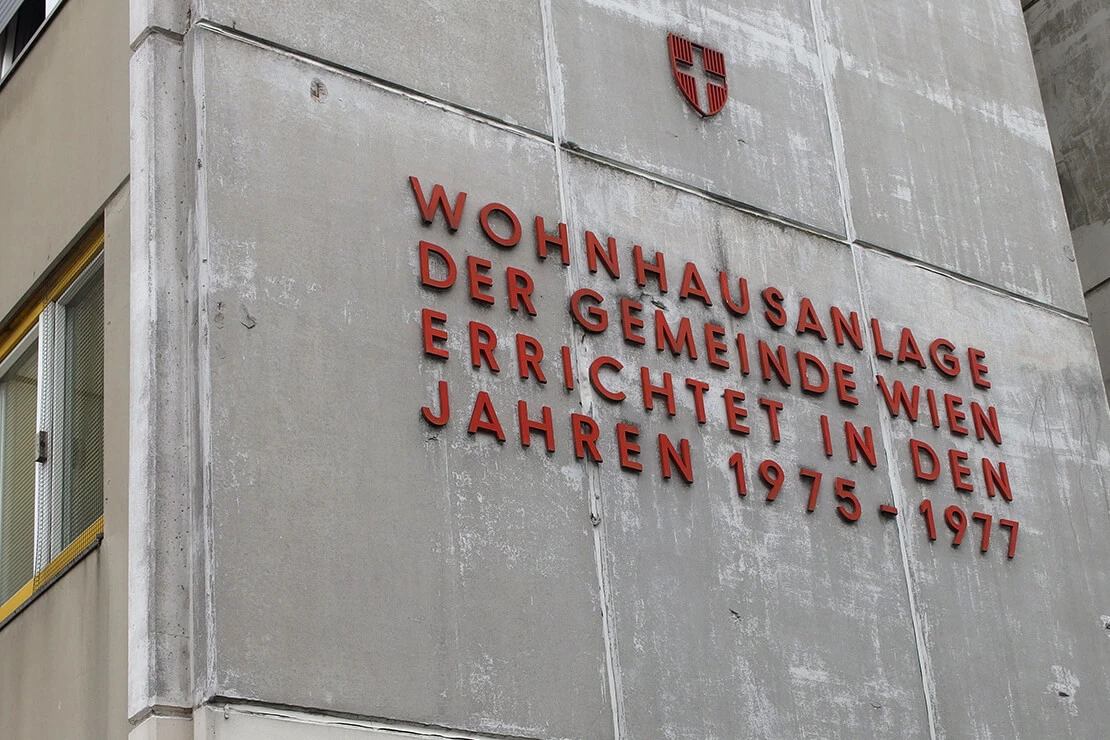 WOHNHAUSANLAGE
DER GEMEINDE WIEN
ERRICHTET IN DEN
JAHREN 1975 - 1977